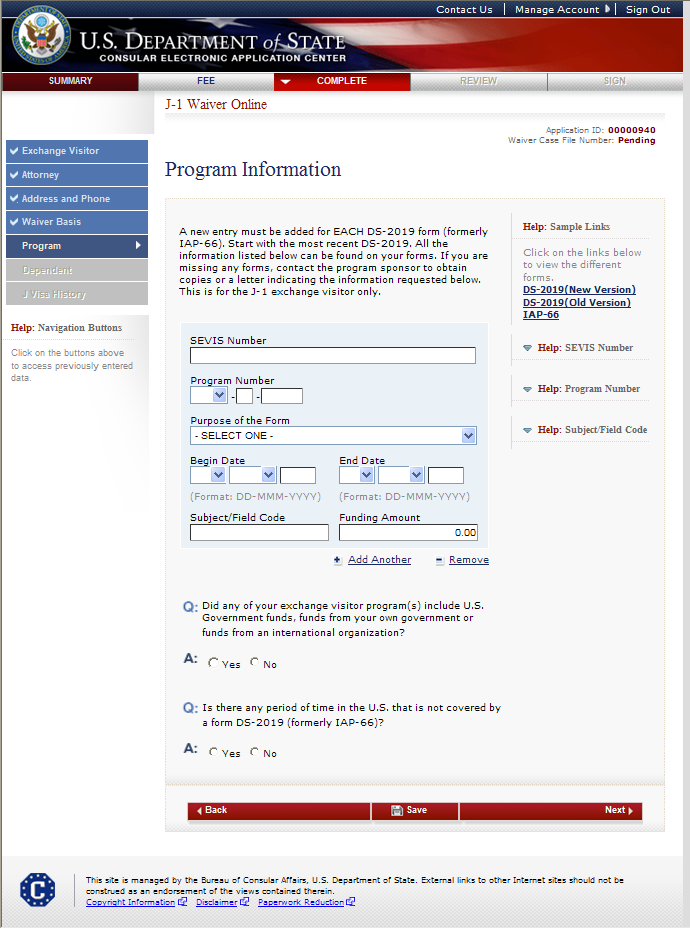 Contact Us | Manage Account | Sign Out
U.S. DEPARTMENT of STATE
CONSULAR ELECTRONIC APPLICATION CENTER
SUMMARY FEE COMPLETE REVIEW SIGN
J-1 Waiver Online
Application ID: 00000940
Waiver Case File Number: Pending
Exchange Visitor
Attorney
Address and Phone
Waiver Basis
Program
Dependent
J Visa History
Help: Navigation Buttons
Click on the buttons above
to access previously entered
data.
Program Information
A new entry must be added for EACH DS-2019 form (formerly
IAP-66). Start with the most recent DS-2019. All the
information listed below can be found on your forms. If you are
missing any forms, contact the program sponsor to obtain
copies or a letter indicating the information requested below.
This is for the J-1 exchange visitor only.
SEVIS Number
Program Number
- -
Purpose of the Form
- SELECT ONE -
Begin Date End Date
(Format: DD-MMM-YYYY) (Format: DD-MMM-YYYY)
Subject/Field Code Funding Amount
0.00
Add Another Remove
Q: Did any of your exchange visitor program(s) include U.S.
Government funds, funds from your own government or
funds from an international organization?
A: Yes No
Q: Is there any period of time in the U.S. that is not covered by
a form DS-2019 (formerly IAP-66)?
A: Yes No
Help: Sample Links
Click on the links below
to view the different
forms.
DS-2019(New Version)
DS-2019(Old Version)
IAP-66
Help: SEVIS Number
Help: Program Number
Help: Subject/Field Code
Back Save Next
C
This site is managed by the Bureau of Consular Affairs, U.S. Department of State. External links to other Internet sites should not be
construed as an endorsement of the views contained therein.
Copyright Information Disclaimer Paperwork Reduction